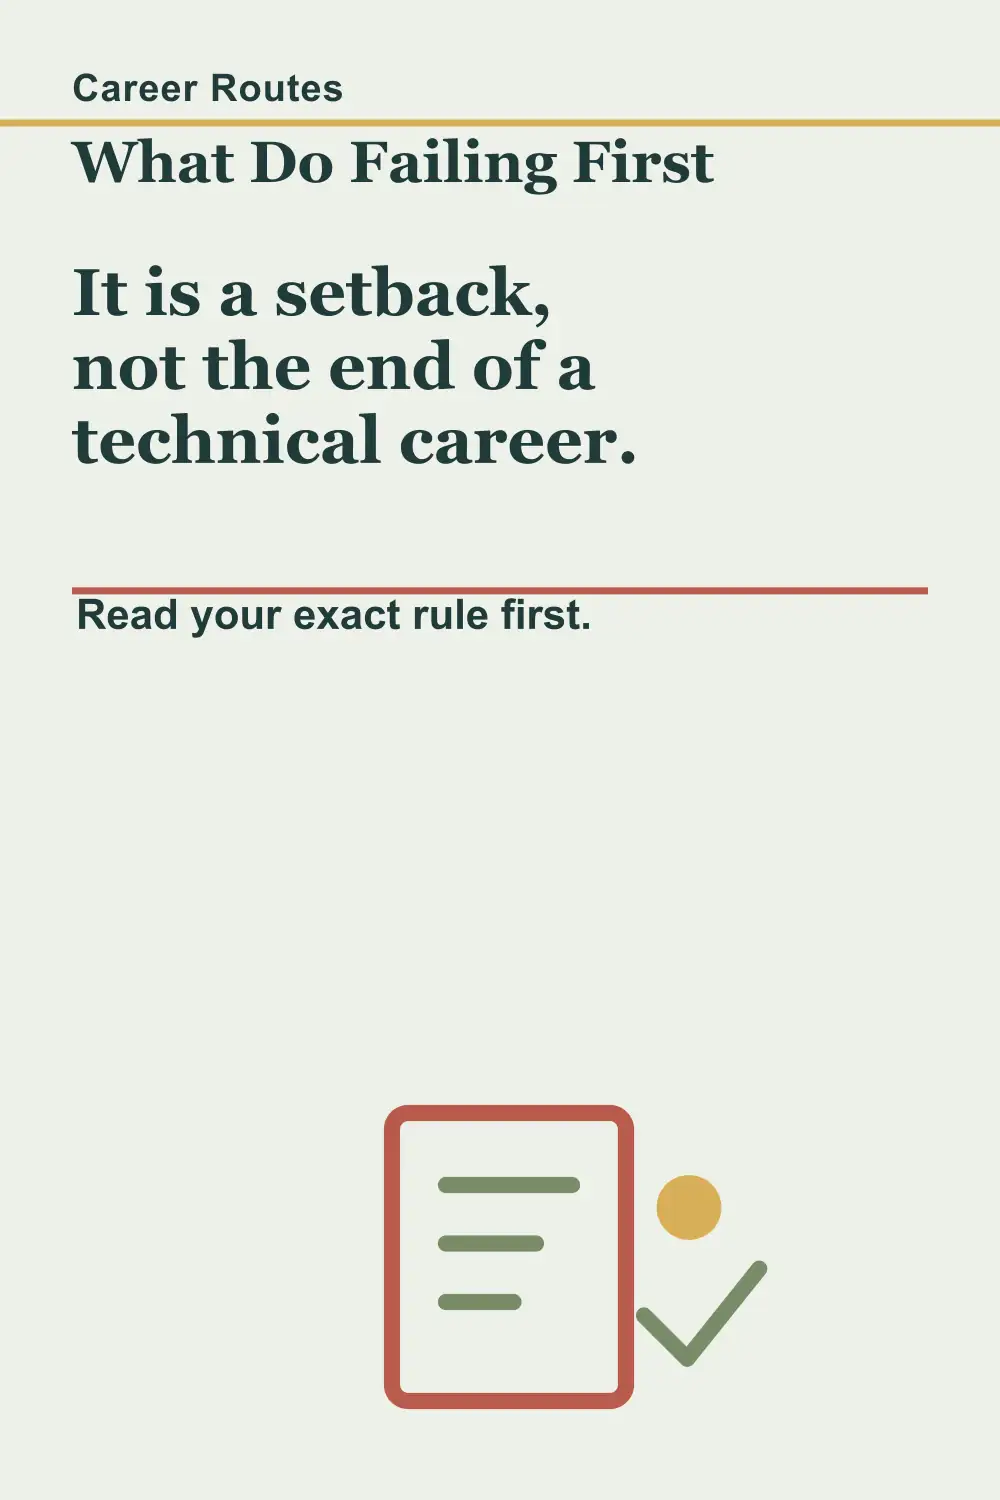 Career Routes
What Do Failing First
It is a setback,
not the end of a
technical career.
Read your exact rule first.